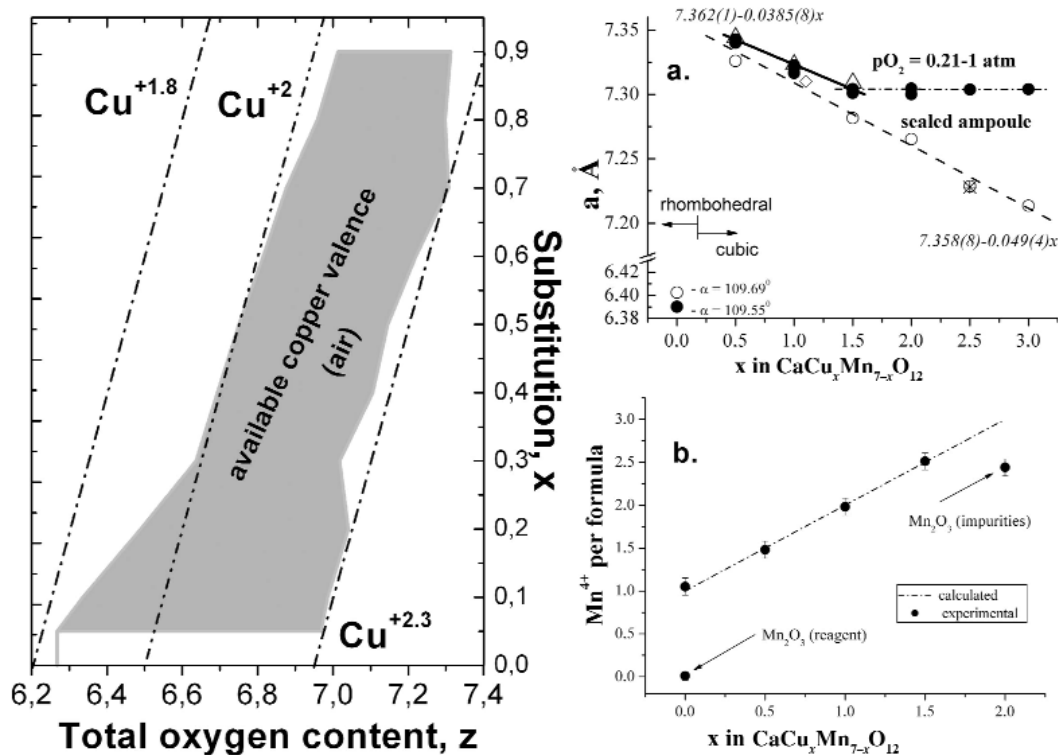 Cu+1.8
Cu+2
available copper valence
(air)
Cu+2.3
0,9
0,8
0,7
0,6
0,5
0,4
0,3
0,2
0,1
0,0
Substitution, x
6,2 6,4 6,6 6,8 7,0 7,2 7,4
Total oxygen content, z
7.362(1)-0.0385(8)x
a.
pO2 = 0.21-1 atm
sealed ampoule
rhombohedral
cubic
7.358(8)-0.049(4)x
- α = 109.69⁰
- α = 109.55⁰
7.35
7.30
7.25
7.20
6.42
6.40
6.38
a, Å
0.0 0.5 1.0 1.5 2.0 2.5 3.0
x in CaCuxMn7-xO12
b.
Mn2O3 (impurities)
calculated
experimental
Mn2O3 (reagent)
3.0
2.5
2.0
1.5
1.0
0.5
0.0
Mn4+ per formula
0.0 0.5 1.0 1.5 2.0
x in CaCuxMn7-xO12